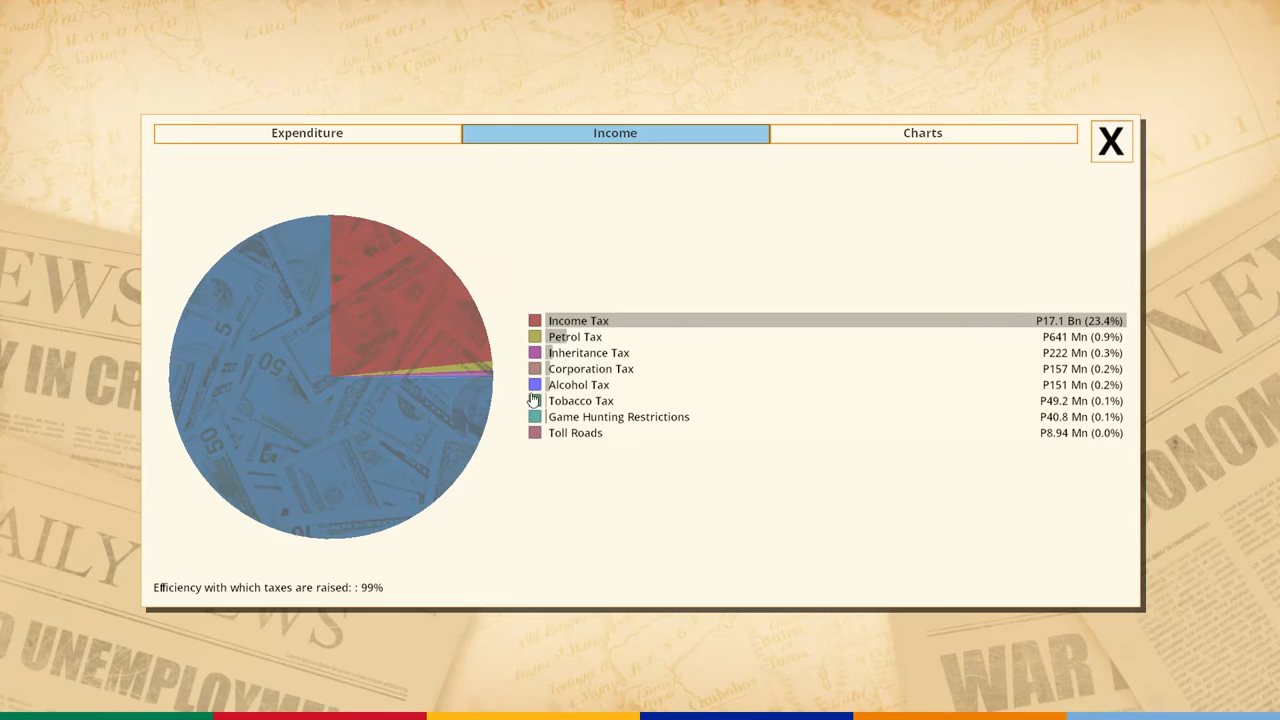 Expenditure
Income
Charts
X
Income Tax P17.1 Bn (23.4%)
Petrol Tax P641 Mn (0.9%)
Inheritance Tax P222 Mn (0.3%)
Corporation Tax P157 Mn (0.2%)
Alcohol Tax P151 Mn (0.2%)
Tobacco Tax P49.2 Mn (0.1%)
Game Hunting Restrictions P40.8 Mn (0.1%)
Toll Roads P8.94 Mn (0.0%)
Efficiency with which taxes are raised: : 99%
UNEMPLOYM
WAR